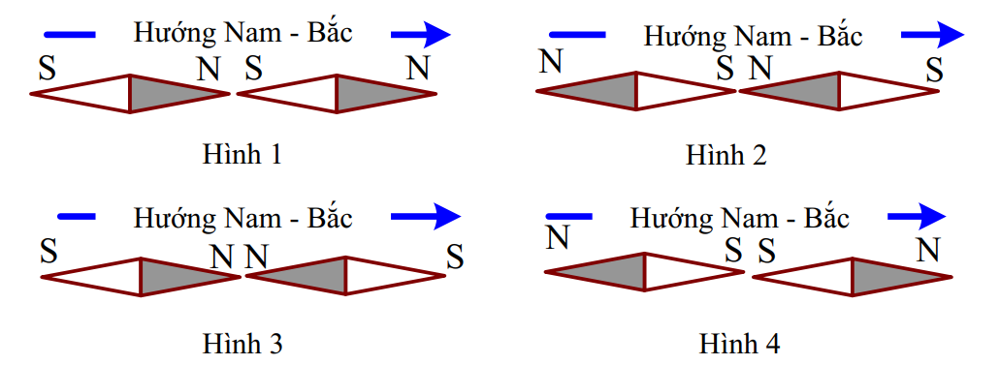 Hướng Nam - Bắc
S N S N
Hình 1
Hướng Nam - Bắc
N S N S
Hình 2
Hướng Nam - Bắc
S N N S
Hình 3
Hướng Nam - Bắc
N S S N
Hình 4